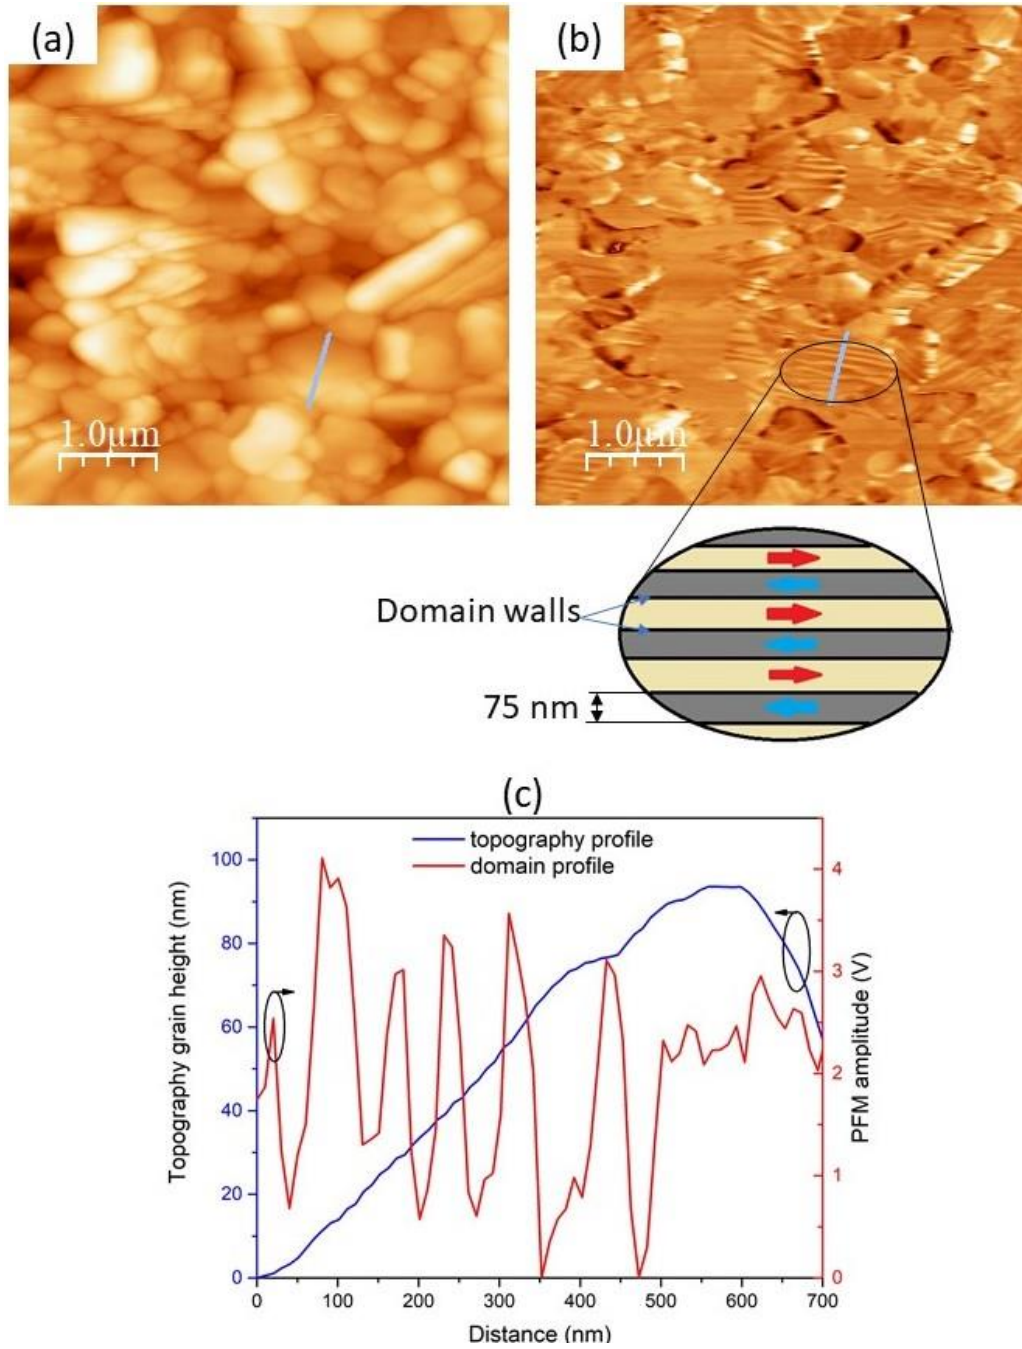 (a)
(b)
1.0μm
1.0μm
Domain walls
75 nm
(c)
topography profile
domain profile
Topography grain height (nm)
100
80
60
40
20
0
PFM amplitude (V)
4
3
2
1
0
0 100 200 300 400 500 600 700
Distance (nm)